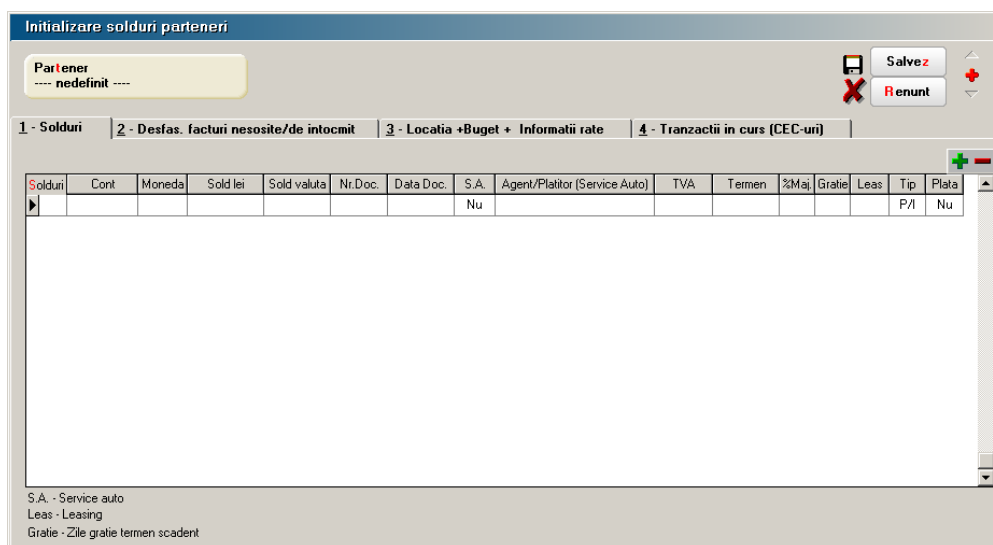 Initializare solduri parteneri
Partener
---- nedefinit ----
Salvez
Renunt
1 - Solduri
2 - Desfas. facturi nesosite/de intocmit
3 - Locatia +Buget + Informatii rate
4 - Tranzactii in curs (CEC-uri)
Solduri Cont Moneda Sold lei Sold valuta Nr.Doc. Data Doc. S.A. Agent/Platitor (Service Auto) TVA Termen %Maj. Gratie Leas Tip Plata
Nu P/I Nu
S.A. - Service auto
Leas - Leasing
Gratie - Zile gratie termen scadent